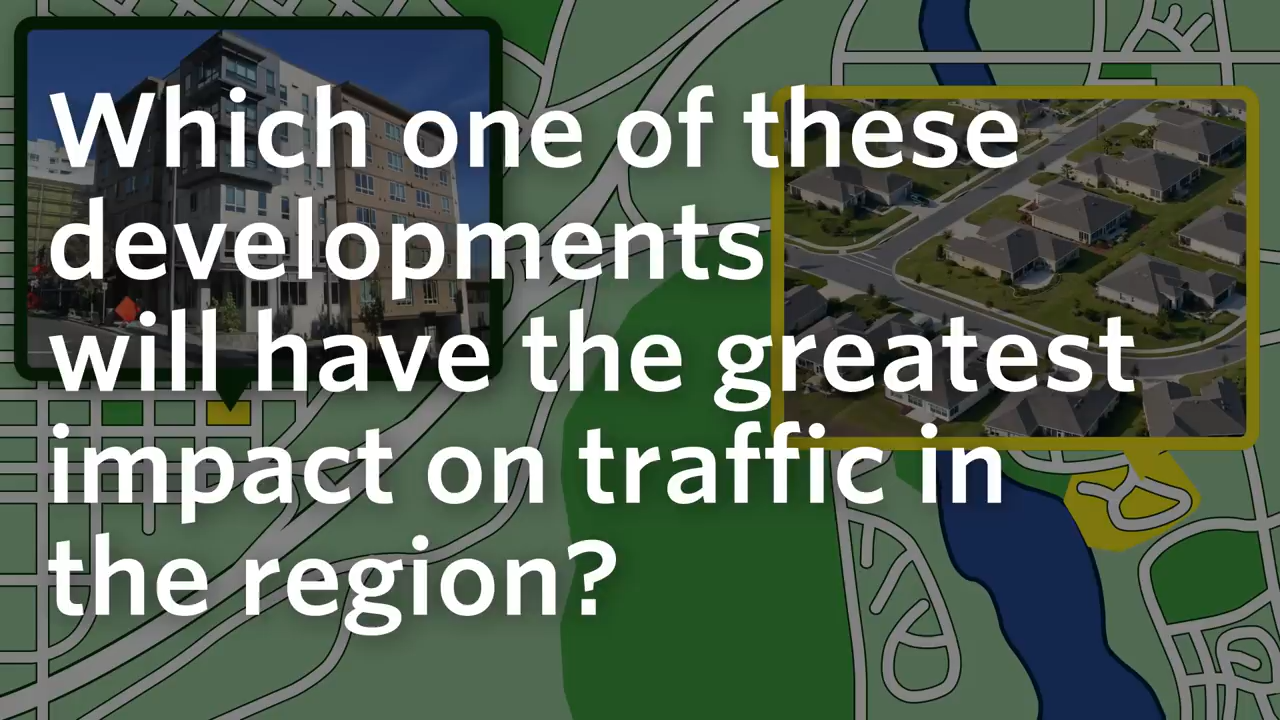 Which one of these
developments
will have the greatest
impact on traffic in
the region?